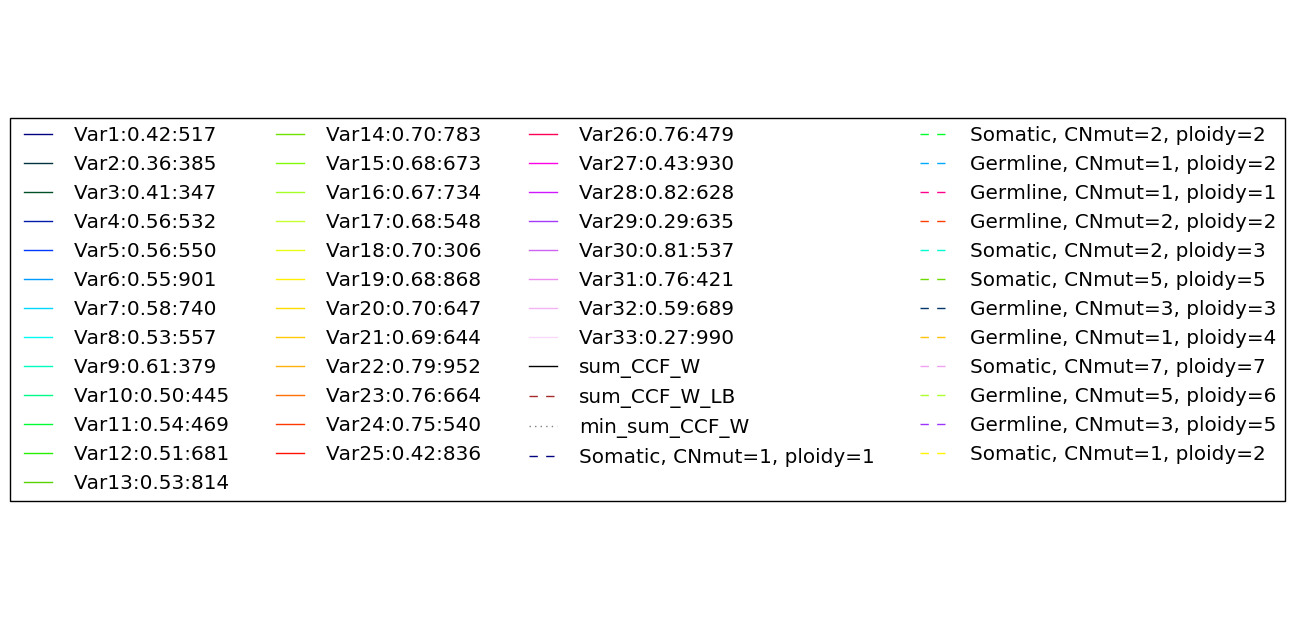 Var1:0.42:517
Var2:0.36:385
Var3:0.41:347
Var4:0.56:532
Var5:0.56:550
Var6:0.55:901
Var7:0.58:740
Var8:0.53:557
Var9:0.61:379
Var10:0.50:445
Var11:0.54:469
Var12:0.51:681
Var13:0.53:814
Var14:0.70:783
Var15:0.68:673
Var16:0.67:734
Var17:0.68:548
Var18:0.70:306
Var19:0.68:868
Var20:0.70:647
Var21:0.69:644
Var22:0.79:952
Var23:0.76:664
Var24:0.75:540
Var25:0.42:836
Var26:0.76:479
Var27:0.43:930
Var28:0.82:628
Var29:0.29:635
Var30:0.81:537
Var31:0.76:421
Var32:0.59:689
Var33:0.27:990
sum_CCF_W
sum_CCF_W_LB
min_sum_CCF_W
Somatic, CNmut=1, ploidy=1
Somatic, CNmut=2, ploidy=2
Germline, CNmut=1, ploidy=2
Germline, CNmut=1, ploidy=1
Germline, CNmut=2, ploidy=2
Somatic, CNmut=2, ploidy=3
Somatic, CNmut=5, ploidy=5
Germline, CNmut=3, ploidy=3
Germline, CNmut=1, ploidy=4
Somatic, CNmut=7, ploidy=7
Germline, CNmut=5, ploidy=6
Germline, CNmut=3, ploidy=5
Somatic, CNmut=1, ploidy=2